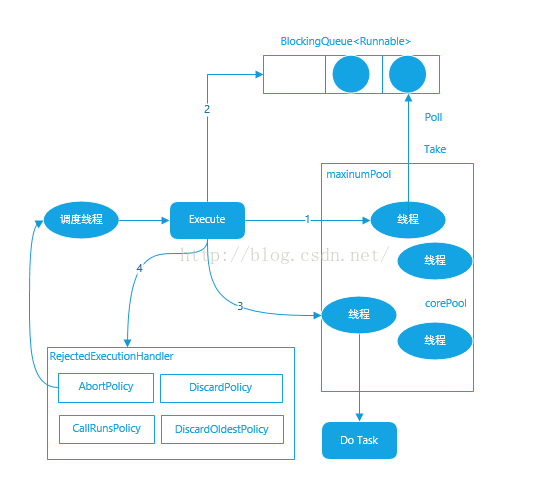 BlockingQueue<Runnable>
2
Poll
Take
maxinumPool
调度线程
Execute
1
线程
http://blog.csdn.net/
线程
4
3
corePool
线程
线程
RejectedExecutionHandler
AbortPolicy
DiscardPolicy
CallRunsPolicy
DiscardOldestPolicy
Do Task